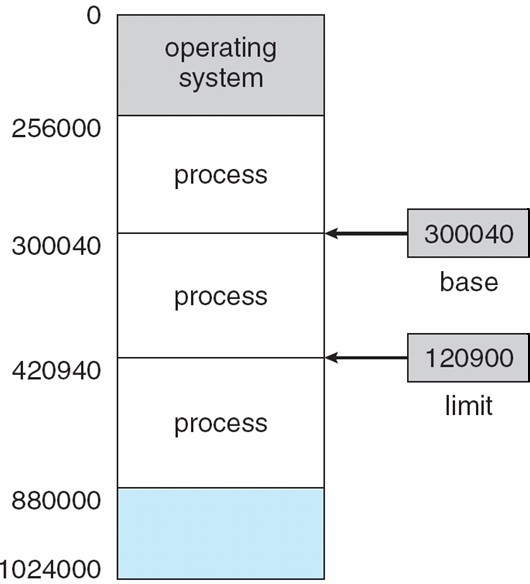 0
operating
system
256000
process
300040
300040
base
process
420940
120900
limit
process
880000
1024000